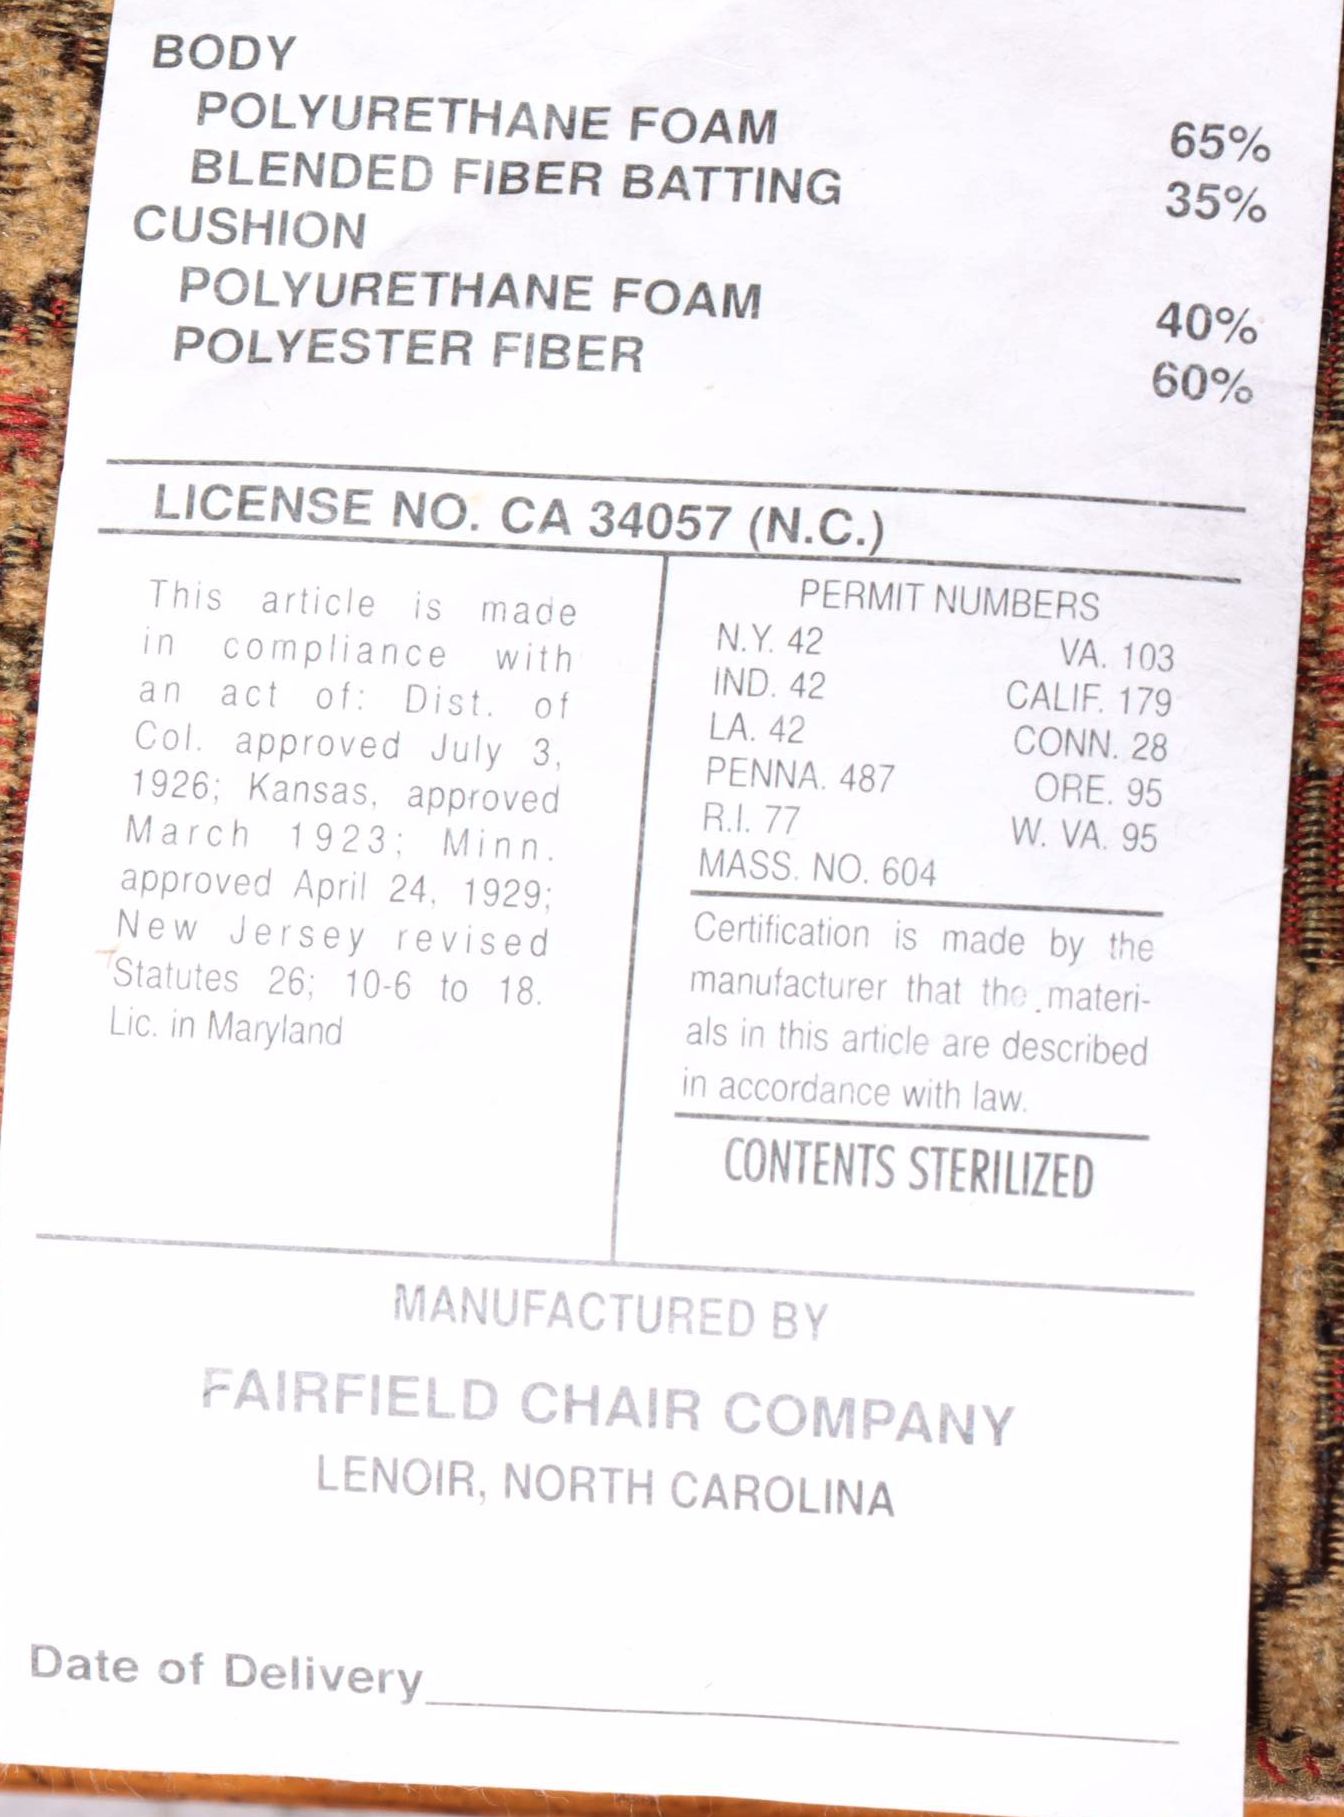 BODY
POLYURETHANE FOAM 65%
BLENDED FIBER BATTING 35%
CUSHION
POLYURETHANE FOAM 40%
POLYESTER FIBER 60%
LICENSE NO. CA 34057 (N.C.)
This article is made
in compliance with
an act of: Dist. of
Col. approved July 3,
1926; Kansas, approved
March 1923; Minn.
approved April 24, 1929;
New Jersey revised
Statutes 26; 10-6 to 18.
Lic. in Maryland
PERMIT NUMBERS
N.Y. 42 VA. 103
IND. 42 CALIF. 179
LA. 42 CONN. 28
PENNA. 487 ORE. 95
R.I. 77 W. VA. 95
MASS. NO. 604
Certification is made by the
manufacturer that the materi-
als in this article are described
in accordance with law.
CONTENTS STERILIZED
MANUFACTURED BY
FAIRFIELD CHAIR COMPANY
LENOIR, NORTH CAROLINA
Date of Delivery